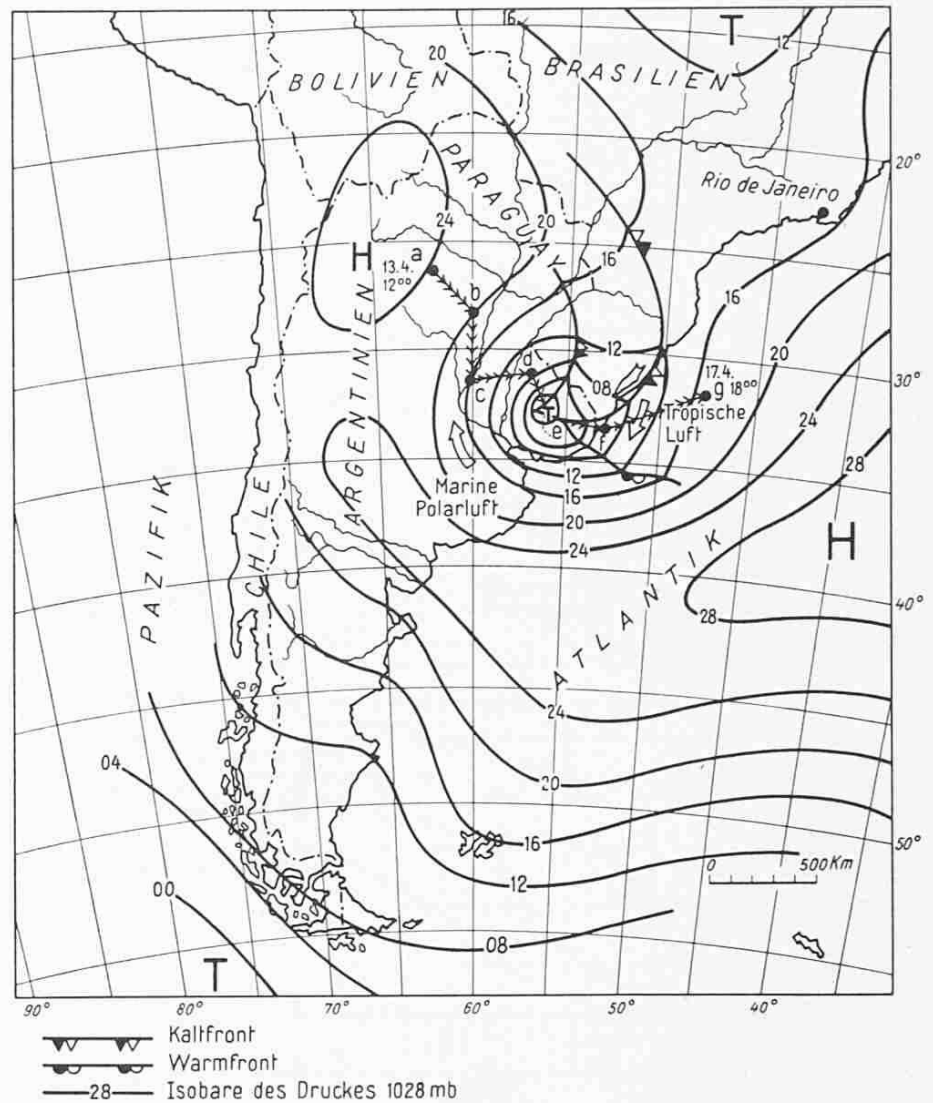 16
T
12
20
BOLIVIEN
BRASILIEN
PARAGUAY
20°
Rio de Janeiro
24
20
H
a
13.4.
12⁰⁰
16
b
16
12
20
d
08
17.4.
g 18⁰⁰
30°
c
T
e
f
Tropische
Luft
24
28
ARGENTINIEN
12
Marine
Polarluft
16
20
24
H
PAZIFIK
CHILE
ATLANTIK
28
40°
24
20
04
16
50°
0 500 Km
12
00
08
T
90° 80° 70° 60° 50° 40°
Kaltfront
Warmfront
28 Isobare des Druckes 1028 mb